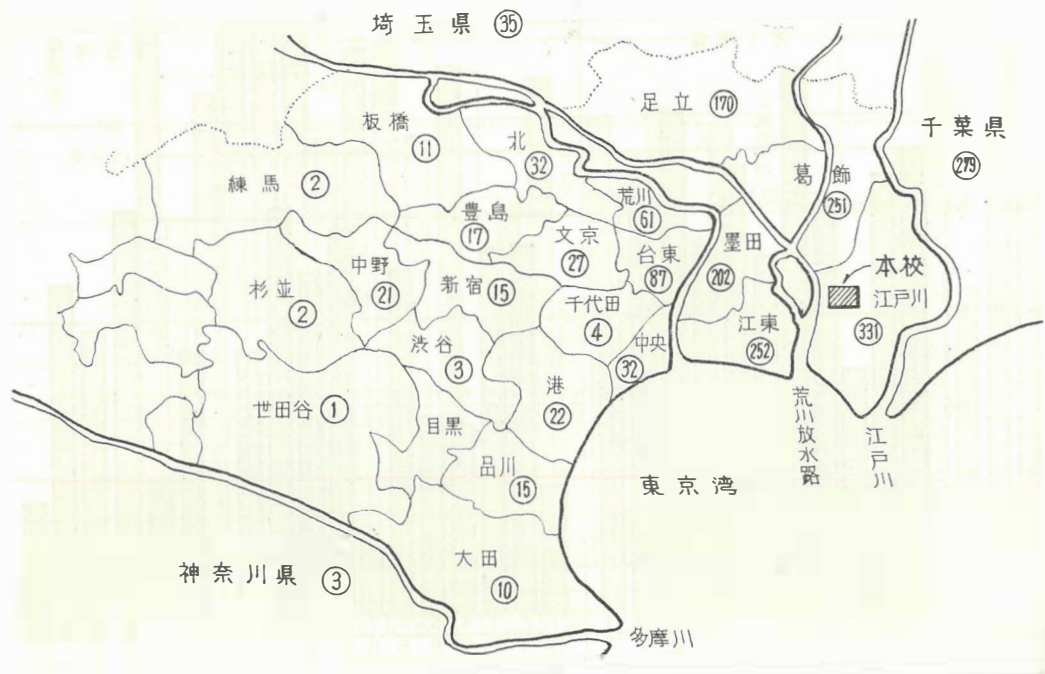 埼玉県 ㉟
足立 170
千葉県
279
板橋
11
北
32
葛飾
251
練馬 2
荒川
61
豊島
17
文京
27
台東
87
墨田
202
本校
江戸川
331
中野
21
新宿 15
杉並
2
千代田
4
江東
252
渋谷
3
中央
32
港
22
世田谷 1
目黒
荒川放水路
江戸川
品川
15
東京湾
大田
10
神奈川県 3
多摩川